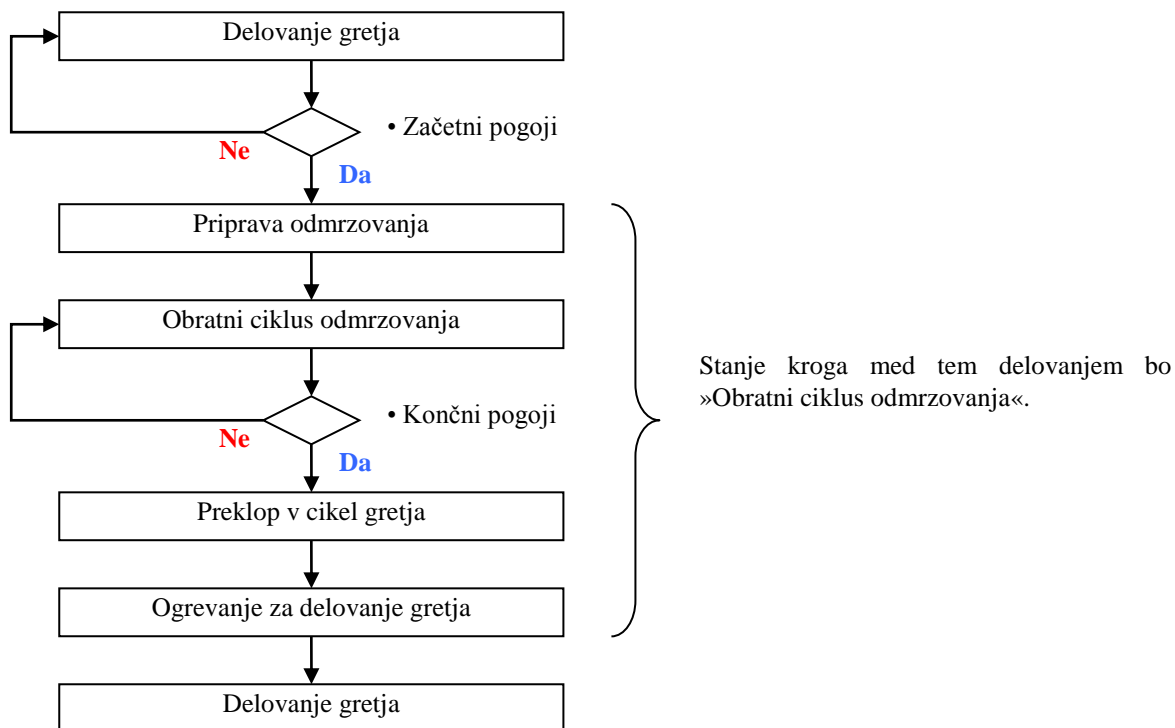 Delovanje gretja
• Začetni pogoji
Ne
Da
Priprava odmrzovanja
Obratni ciklus odmrzovanja
• Končni pogoji
Ne
Da
Preklop v cikel gretja
Ogrevanje za delovanje gretja
Delovanje gretja
Stanje kroga med tem delovanjem bo
»Obratni ciklus odmrzovanja«.